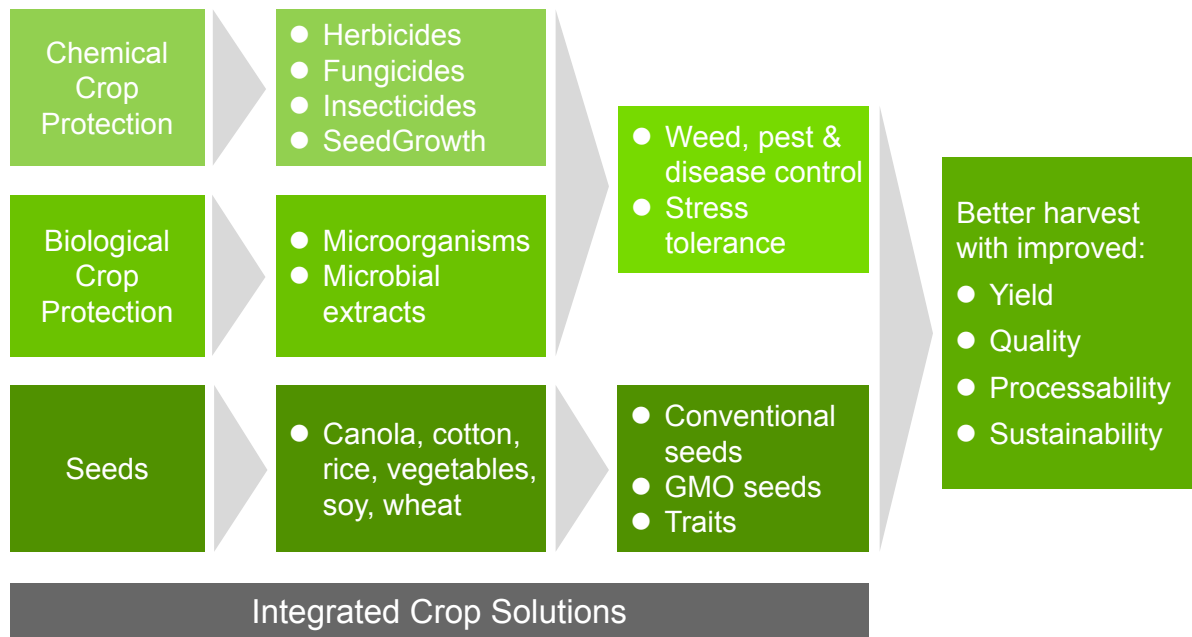 Chemical
Crop
Protection
● Herbicides
● Fungicides
● Insecticides
● SeedGrowth
Biological
Crop
Protection
● Microorganisms
● Microbial
extracts
● Weed, pest &
disease control
● Stress
tolerance
Seeds
● Canola, cotton,
rice, vegetables,
soy, wheat
● Conventional
seeds
● GMO seeds
● Traits
Better harvest
with improved:
● Yield
● Quality
● Processability
● Sustainability
Integrated Crop Solutions